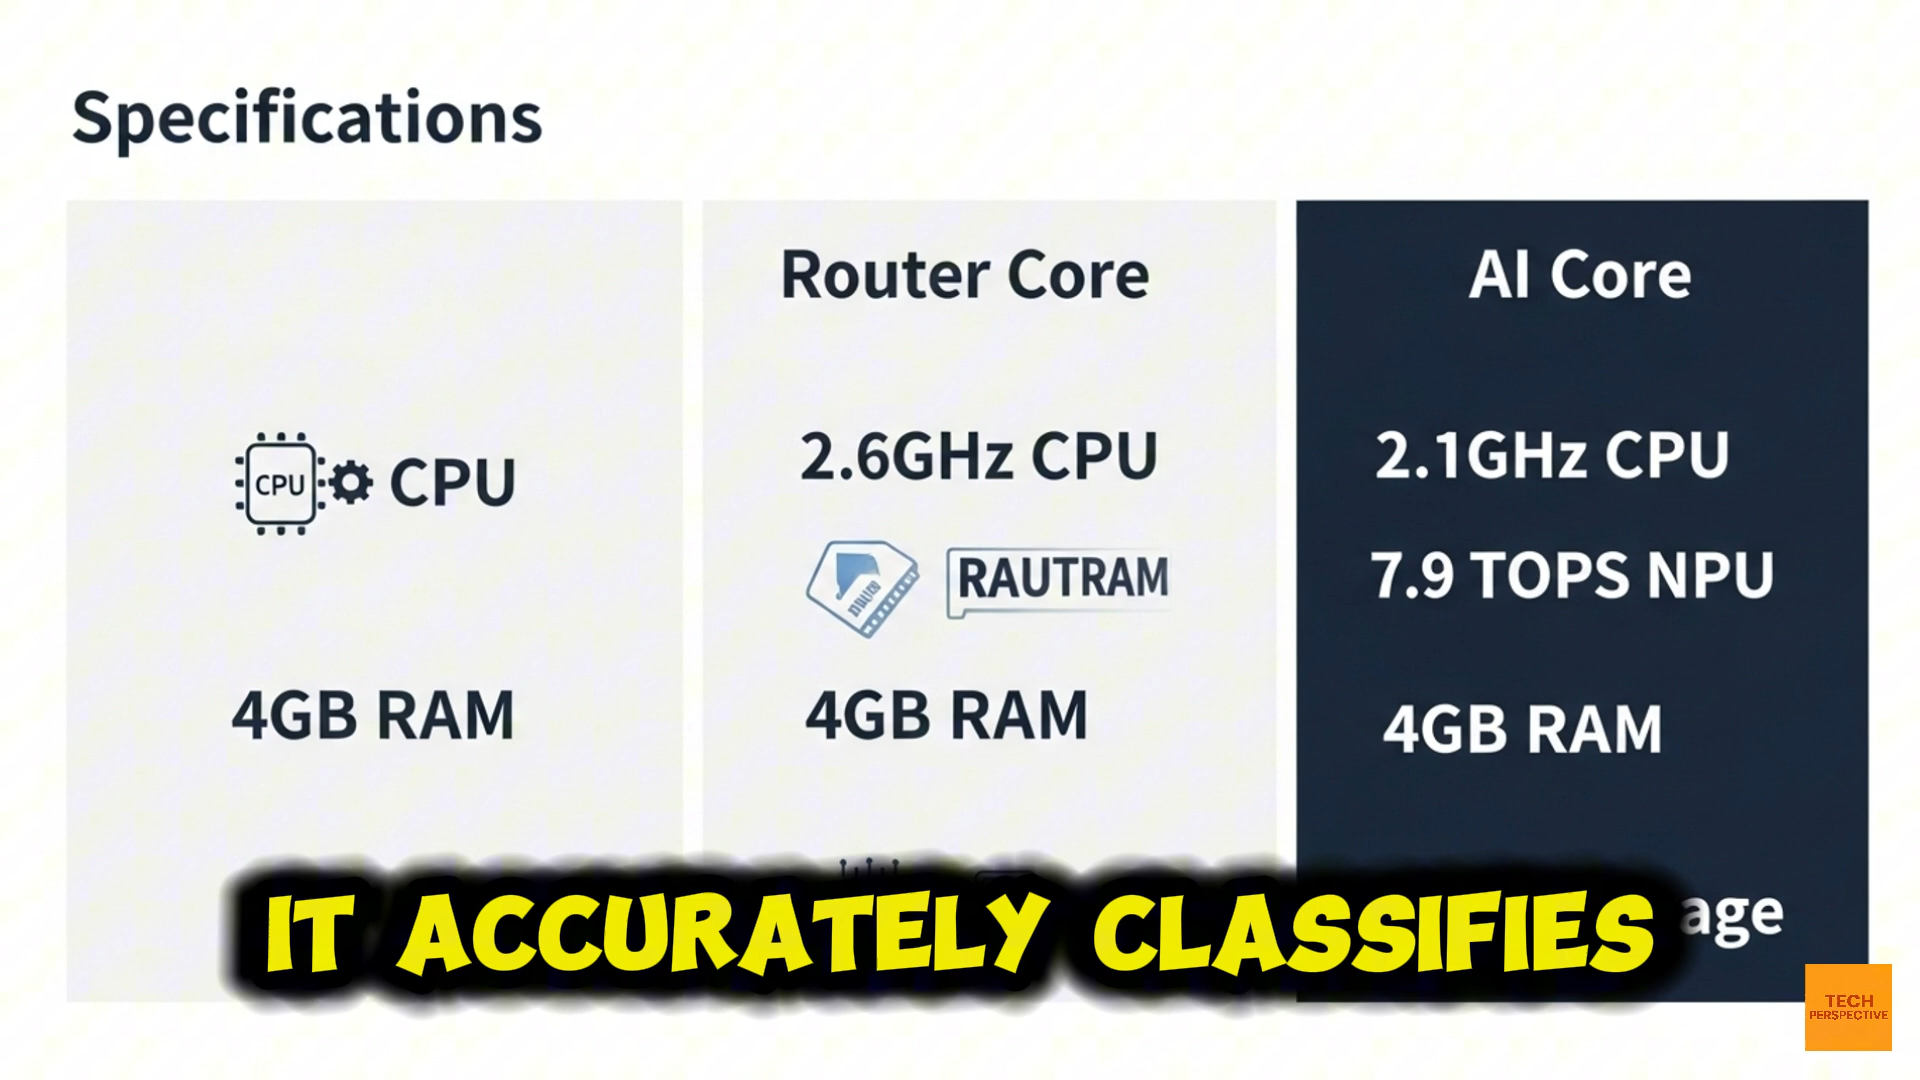 Specifications
CPU
CPU
4GB RAM
Router Core
2.6GHz CPU
RAUTRAM
4GB RAM
AI Core
2.1GHz CPU
7.9 TOPS NPU
4GB RAM
age
IT ACCURATELY CLASSIFIES
TECH
PERSPECTIVE